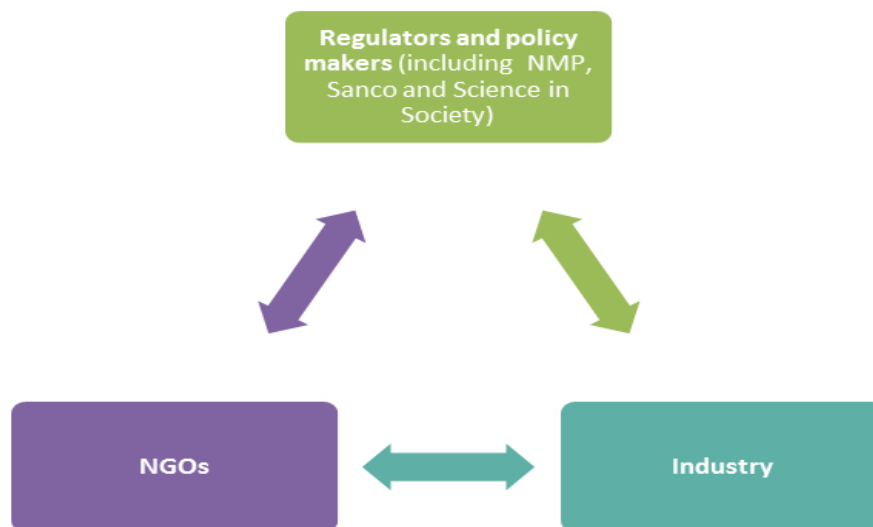 Regulators and policy
makers (including NMP,
Sanco and Science in
Society)
NGOs
Industry